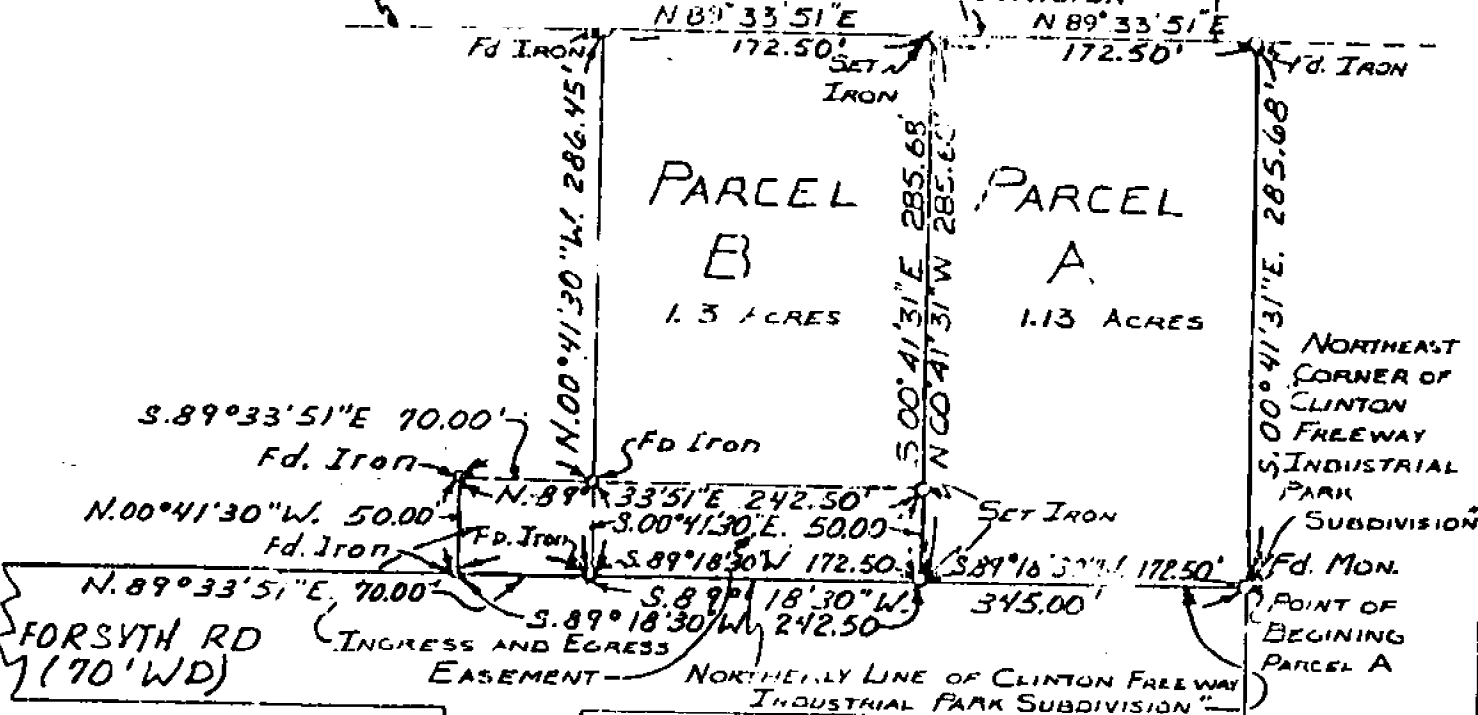 N 89° 33' 51" E
172.50'
N 89° 33' 51" E
172.50'
Fd Iron
SET
IRON
Fd. IRON
N.00°41'30"W. 286.45'
PARCEL
B
S 00° 41' 31" E 285.68'
N 00° 41' 31" W
PARCEL
A
1.13 ACRES
S. 00° 41' 31" E. 285.68'
NORTHEAST
CORNER OF
CLINTON
FREEWAY
INDUSTRIAL
PARK
SUBDIVISION"
S.89°33'51"E 70.00'
Fd. Iron
FD Iron
N.89° 33'51"E 242.50'
N.00°41'30"W. 50.00'
S.00°41'30"E. 50.00
SET IRON
Fd. Iron
FD. Iron
S.89°18'30"W 172.50
172.50'
Fd. MON.
N. 89°33'51"E. 70.00'
S.89° 18'30"W.
345.00'
S.89°18'30"W 242.50
POINT OF
BEGINING
PARCEL A
FORSYTH RD
(70' WD)
INGRESS AND EGRESS
EASEMENT
NORTHERLY LINE OF CLINTON FREEWAY
INDUSTRIAL PARK SUBDIVISION"